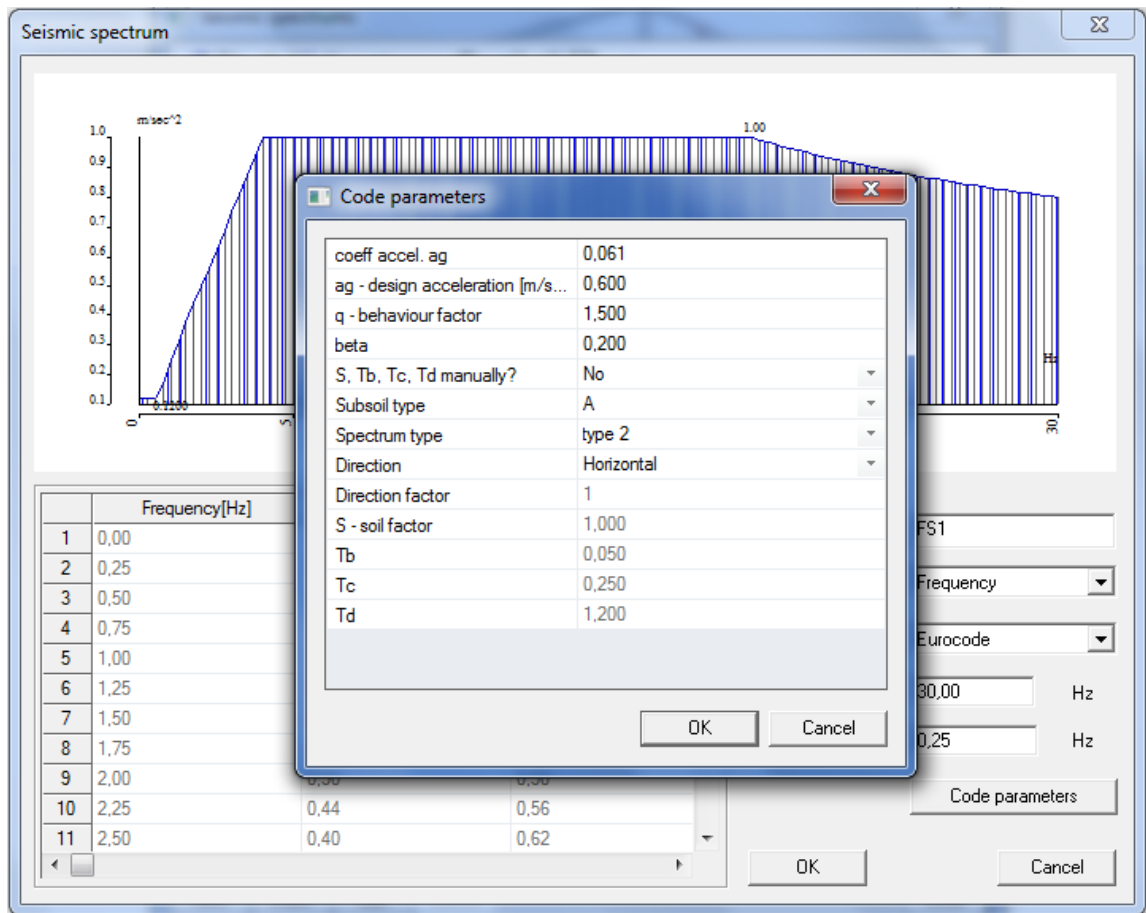 Seismic spectrum
m/sec^2
1.0
0.9
0.8
0.7
0.6
0.5
0.4
0.3
0.2
0.1
1.00
0.1200
Hz
0
5
30
Code parameters
coeff accel. ag 0,061
ag - design acceleration [m/s... 0,600
q - behaviour factor 1,500
beta 0,200
S, Tb, Tc, Td manually? No
Subsoil type A
Spectrum type type 2
Direction Horizontal
Direction factor 1
S - soil factor 1,000
Tb 0,050
Tc 0,250
Td 1,200
OK Cancel
Frequency[Hz]
1 0,00
2 0,25
3 0,50
4 0,75
5 1,00
6 1,25
7 1,50
8 1,75
9 2,00 0,50 0,50
10 2,25 0,44 0,56
11 2,50 0,40 0,62
FS1
Frequency
Eurocode
30,00 Hz
0,25 Hz
Code parameters
OK Cancel